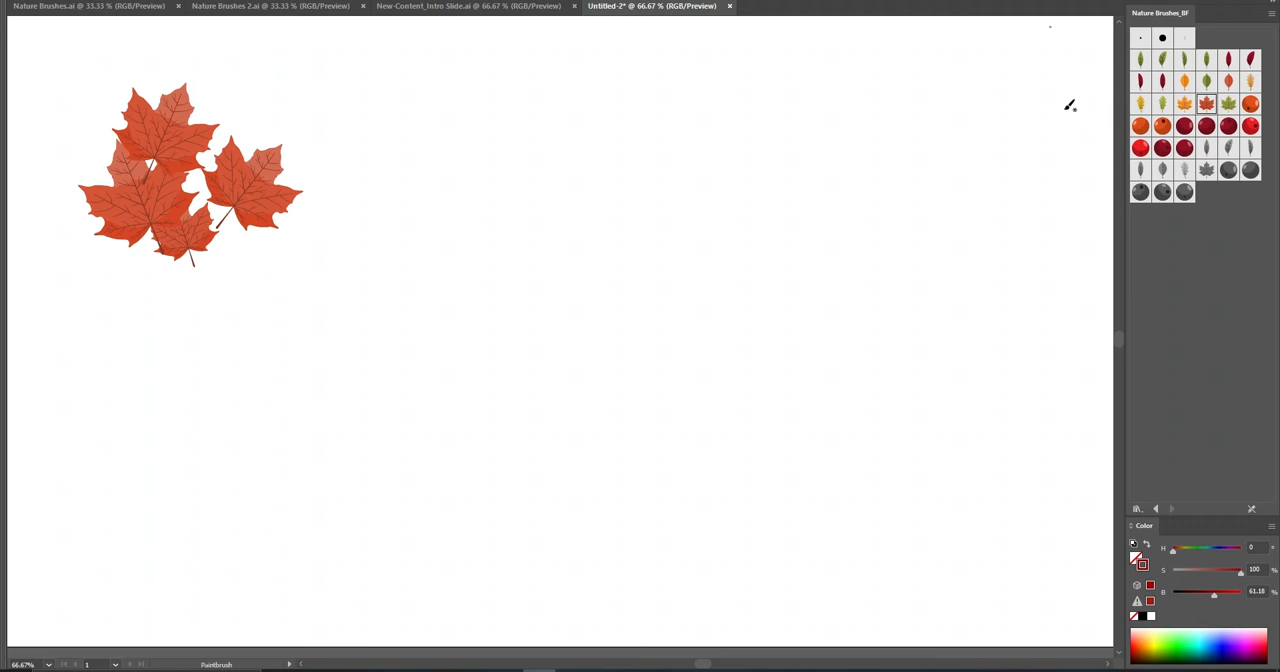 Nature Brushes.ai @ 33.33 % (RGB/Preview) × Nature Brushes 2.ai @ 33.33 % (RGB/Preview) × New-Content_Intro Slide.ai @ 66.67 % (RGB/Preview) × Untitled-2* @ 66.67 % (RGB/Preview) ×
Nature Brushes_BF
Color
H 0 °
S 100 %
B 61.18 %
66.67% 1 Paintbrush